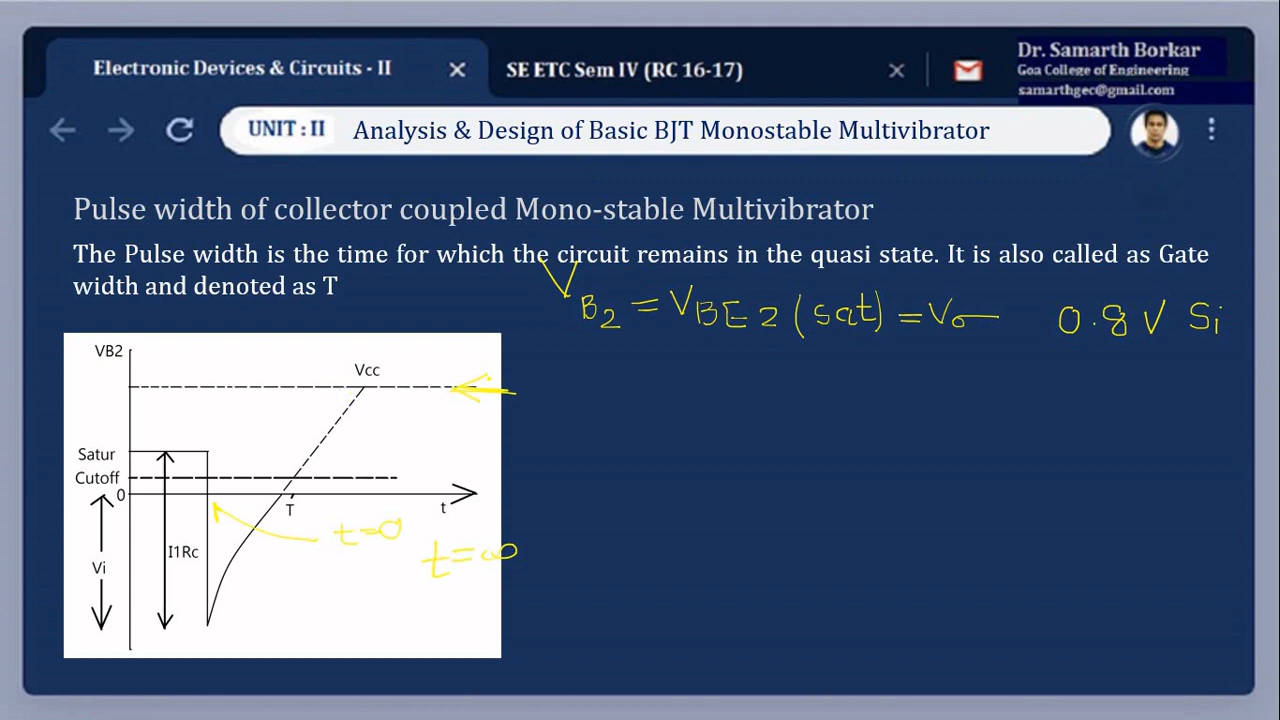 Electronic Devices & Circuits - II
SE ETC Sem IV (RC 16-17)
Dr. Samarth Borkar
Goa College of Engineering
samarthgec@gmail.com
UNIT : II
Analysis & Design of Basic BJT Monostable Multivibrator
Pulse width of collector coupled Mono-stable Multivibrator
The Pulse width is the time for which the circuit remains in the quasi state. It is also called as Gate
width and denoted as T
VB2 = VBE2 (sat) = Vσ 0.8 V Si
VB2
Vcc
Satur
Cutoff
0
T
t
t=0
I1Rc
t=∞
Vi